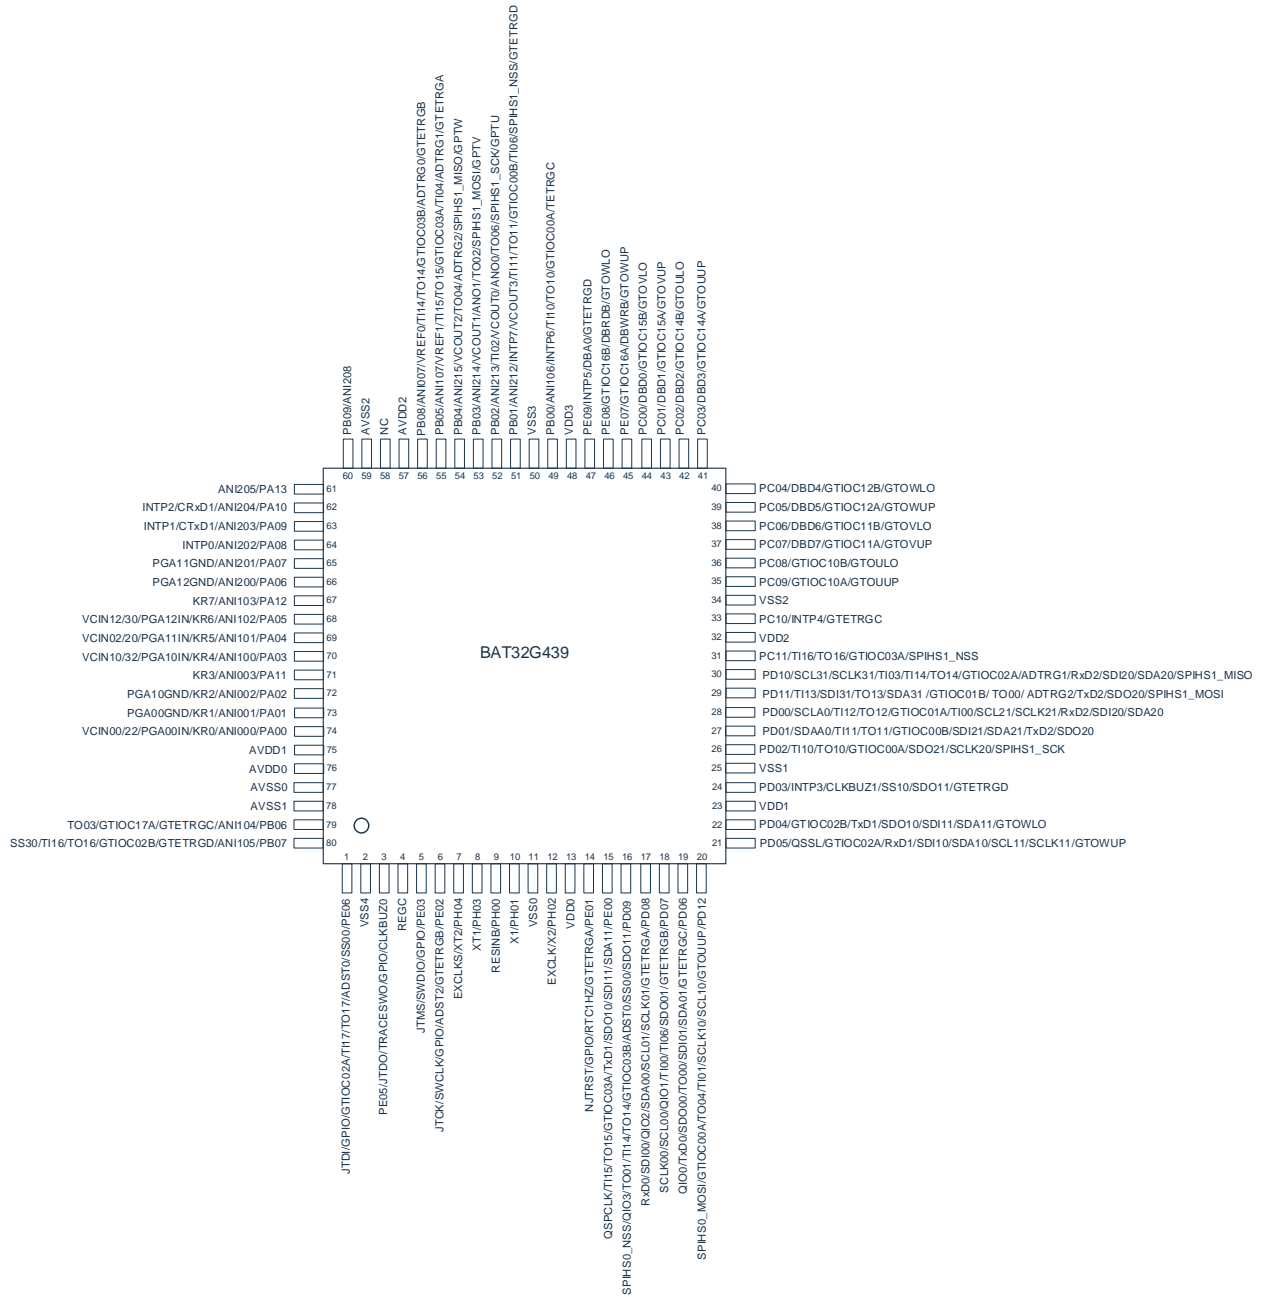 PB09/ANI208
AVSS2
NC
AVDD2
PB08/ANI007/VREF0/TI14/TO14/GTIOC03B/ADTRG0/GTETRGB
PB05/ANI107/VREF1/TI15/TO15/GTIOC03A/TI04/ADTRG1/GTETRGA
PB04/ANI215/VCOUT2/TO04/ADTRG2/SPIHS1_MISO/GPTW
PB03/ANI214/VCOUT1/ANO1/TO02/SPIHS1_MOSI/GPTV
PB02/ANI213/TI02/VCOUT0/ANO0/TO06/SPIHS1_SCK/GPTU
PB01/ANI212/INTP7/VCOUT3/TI11/TO11/GTIOC00B/TI06/SPIHS1_NSS/GTETRGD
VSS3
PB00/ANI106/INTP6/TI10/TO10/GTIOC00A/TETRGC
VDD3
PE09/INTP5/DBA0/GTETRGD
PE08/GTIOC16B/DBRDB/GTOWLO
PE07/GTIOC16A/DBWRB/GTOWUP
PC00/DBD0/GTIOC15B/GTOVLO
PC01/DBD1/GTIOC15A/GTOVUP
PC02/DBD2/GTIOC14B/GTOULO
PC03/DBD3/GTIOC14A/GTOUUP
60 59 58 57 56 55 54 53 52 51 50 49 48 47 46 45 44 43 42 41
ANI205/PA13 61
INTP2/CRxD1/ANI204/PA10 62
INTP1/CTxD1/ANI203/PA09 63
INTP0/ANI202/PA08 64
PGA11GND/ANI201/PA07 65
PGA12GND/ANI200/PA06 66
KR7/ANI103/PA12 67
VCIN12/30/PGA12IN/KR6/ANI102/PA05 68
VCIN02/20/PGA11IN/KR5/ANI101/PA04 69
VCIN10/32/PGA10IN/KR4/ANI100/PA03 70
KR3/ANI003/PA11 71
PGA10GND/KR2/ANI002/PA02 72
PGA00GND/KR1/ANI001/PA01 73
VCIN00/22/PGA00IN/KR0/ANI000/PA00 74
AVDD1 75
AVDD0 76
AVSS0 77
AVSS1 78
TO03/GTIOC17A/GTETRGC/ANI104/PB06 79
SS30/TI16/TO16/GTIOC02B/GTETRGD/ANI105/PB07 80
BAT32G439
40 PC04/DBD4/GTIOC12B/GTOWLO
39 PC05/DBD5/GTIOC12A/GTOWUP
38 PC06/DBD6/GTIOC11B/GTOVLO
37 PC07/DBD7/GTIOC11A/GTOVUP
36 PC08/GTIOC10B/GTOULO
35 PC09/GTIOC10A/GTOUUP
34 VSS2
33 PC10/INTP4/GTETRGC
32 VDD2
31 PC11/TI16/TO16/GTIOC03A/SPIHS1_NSS
30 PD10/SCL31/SCLK31/TI03/TI14/TO14/GTIOC02A/ADTRG1/RxD2/SDI20/SDA20/SPIHS1_MISO
29 PD11/TI13/SDI31/TO13/SDA31 /GTIOC01B/ TO00/ ADTRG2/TxD2/SDO20/SPIHS1_MOSI
28 PD00/SCLA0/TI12/TO12/GTIOC01A/TI00/SCL21/SCLK21/RxD2/SDI20/SDA20
27 PD01/SDAA0/TI11/TO11/GTIOC00B/SDI21/SDA21/TxD2/SDO20
26 PD02/TI10/TO10/GTIOC00A/SDO21/SCLK20/SPIHS1_SCK
25 VSS1
24 PD03/INTP3/CLKBUZ1/SS10/SDO11/GTETRGD
23 VDD1
22 PD04/GTIOC02B/TxD1/SDO10/SDI11/SDA11/GTOWLO
21 PD05/QSSL/GTIOC02A/RxD1/SDI10/SDA10/SCL11/SCLK11/GTOWUP
1 2 3 4 5 6 7 8 9 10 11 12 13 14 15 16 17 18 19 20
JTDI/GPIO/GTIOC02A/TI17/TO17/ADST0/SS00/PE06
VSS4
PE05/JTDO/TRACESWO/GPIO/CLKBUZ0
REGC
JTMS/SWDIO/GPIO/PE03
JTCK/SWCLK/GPIO/ADST2/GTETRGB/PE02
EXCLKS/XT2/PH04
XT1/PH03
RESINB/PH00
X1/PH01
VSS0
EXCLK/X2/PH02
VDD0
NJTRST/GPIO/RTC1HZ/GTETRGA/PE01
QSPCLK/TI15/TO15/GTIOC03A/TxD1/SDO10/SDI11/SDA11/PE00
SPIHS0_NSS/QIO3/TO01/TI14/TO14/GTIOC03B/ADST0/SS00/SDO11/PD09
RxD0/SDI00/QIO2/SDA00/SCL01/SCLK01/GTETRGA/PD08
SCLK00/SCL00/QIO1/TI00/TI06/SDO01/GTETRGB/PD07
QIO0/TxD0/SDO00/TO00/SDI01/SDA01/GTETRGC/PD06
SPIHS0_MOSI/GTIOC00A/TO04/TI01/SCLK10/SCL10/GTOUUP/PD12